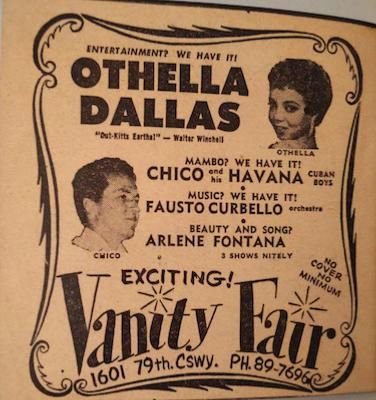 ENTERTAINMENT? WE HAVE IT!
OTHELLA
DALLAS
"Out-Kitts Eartha!" — Walter Winchell
OTHELLA
MAMBO? WE HAVE IT!
CHICO and his HAVANA CUBAN BOYS
MUSIC? WE HAVE IT!
FAUSTO CURBELLO orchestra
BEAUTY AND SONG?
ARLENE FONTANA
CHICO
3 SHOWS NITELY
EXCITING!
NO COVER NO MINIMUM
Vanity Fair
1601 79th. CSWY. PH. 89-7696